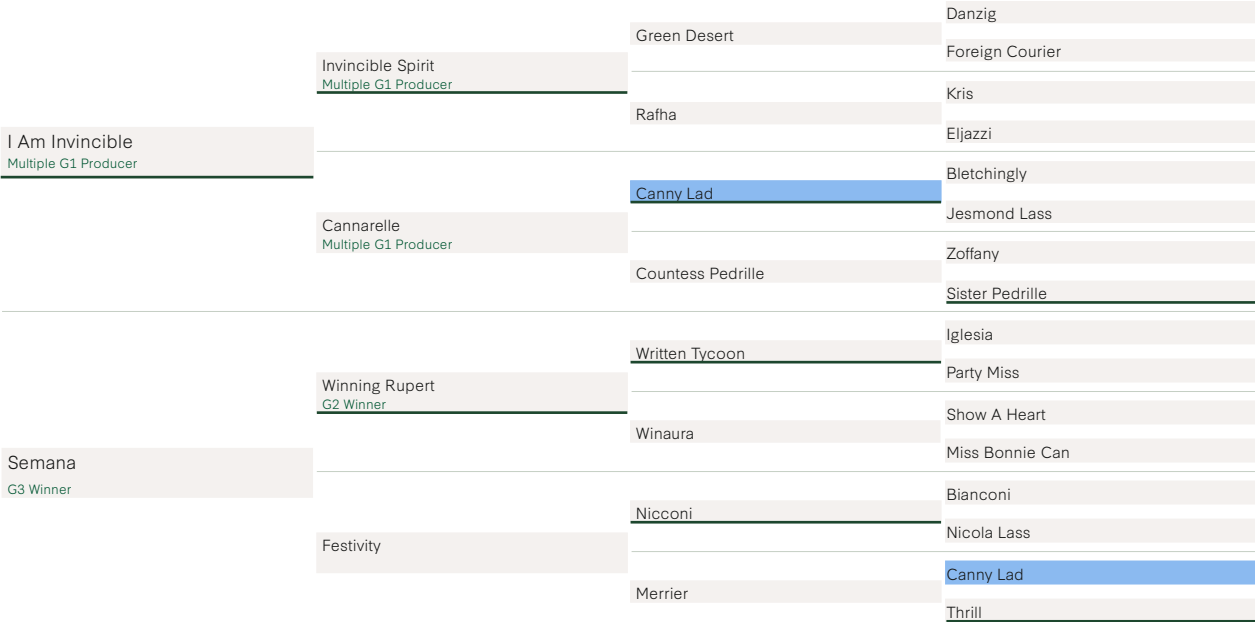 I Am Invincible
Multiple G1 Producer
Semana
G3 Winner
Invincible Spirit
Multiple G1 Producer
Cannarelle
Multiple G1 Producer
Winning Rupert
G2 Winner
Festivity
Green Desert
Rafha
Canny Lad
Countess Pedrille
Written Tycoon
Winaura
Nicconi
Merrier
Danzig
Foreign Courier
Kris
Eljazzi
Bletchingly
Jesmond Lass
Zoffany
Sister Pedrille
Iglesia
Party Miss
Show A Heart
Miss Bonnie Can
Bianconi
Nicola Lass
Canny Lad
Thrill